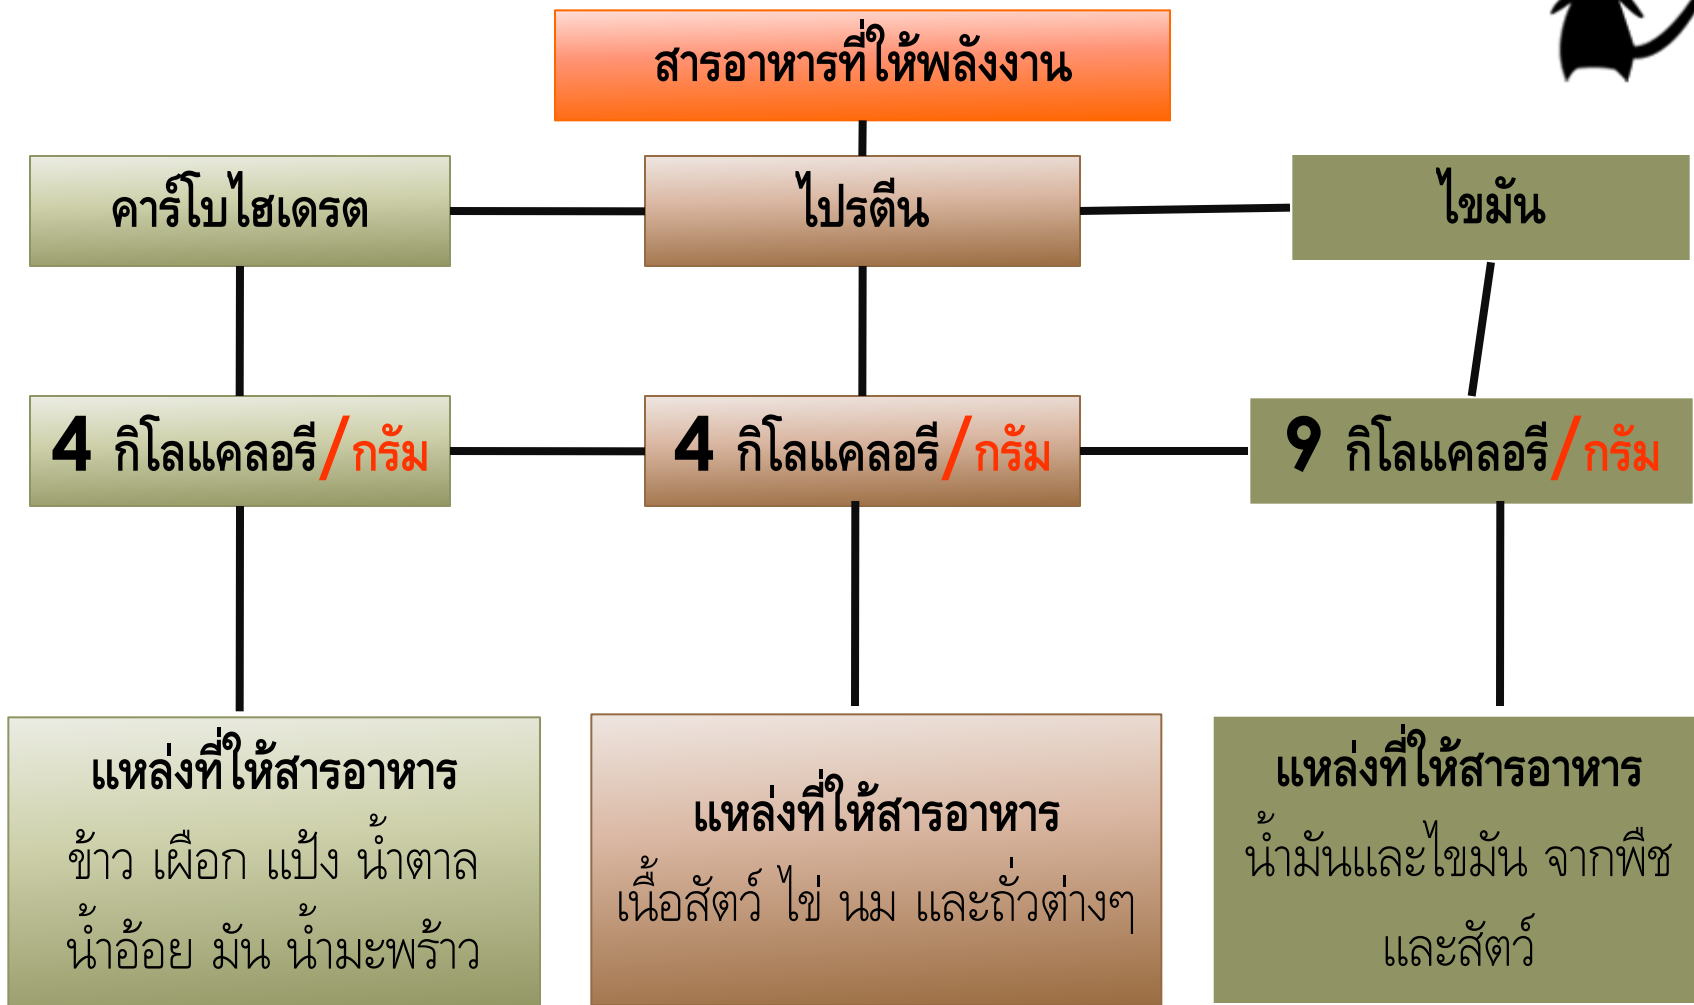 สารอาหารที่ให้พลังงาน
คาร์โบไฮเดรต
โปรตีน
ไขมัน
4 กิโลแคลอรี/กรัม
4 กิโลแคลอรี/กรัม
9 กิโลแคลอรี/กรัม
แหล่งที่ให้สารอาหาร
ข้าว เผือก แป้ง น้ำตาล
น้ำอ้อย มัน น้ำมะพร้าว
แหล่งที่ให้สารอาหาร
เนื้อสัตว์ ไข่ นม และถั่วต่างๆ
แหล่งที่ให้สารอาหาร
น้ำมันและไขมัน จากพืช
และสัตว์